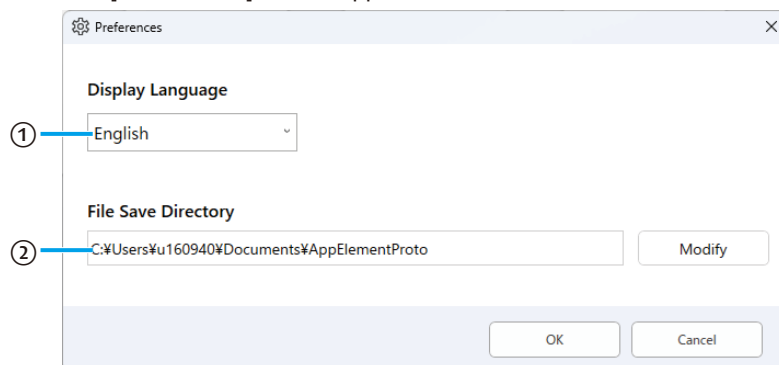 Preferences
Display Language
① English
File Save Directory
② C:¥Users¥u160940¥Documents¥AppElementProto Modify
OK Cancel